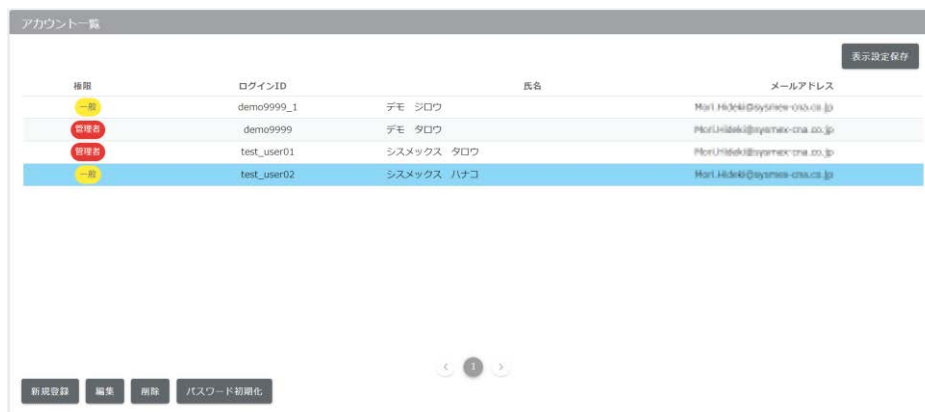 アカウント一覧
表示設定保存
権限 ログインID 氏名 メールアドレス
一般 demo9999_1 デモ ジロウ
管理者 demo9999 デモ タロウ
管理者 test_user01 シスメックス タロウ
一般 test_user02 シスメックス ハナコ
< 1 >
新規登録 編集 削除 パスワード初期化